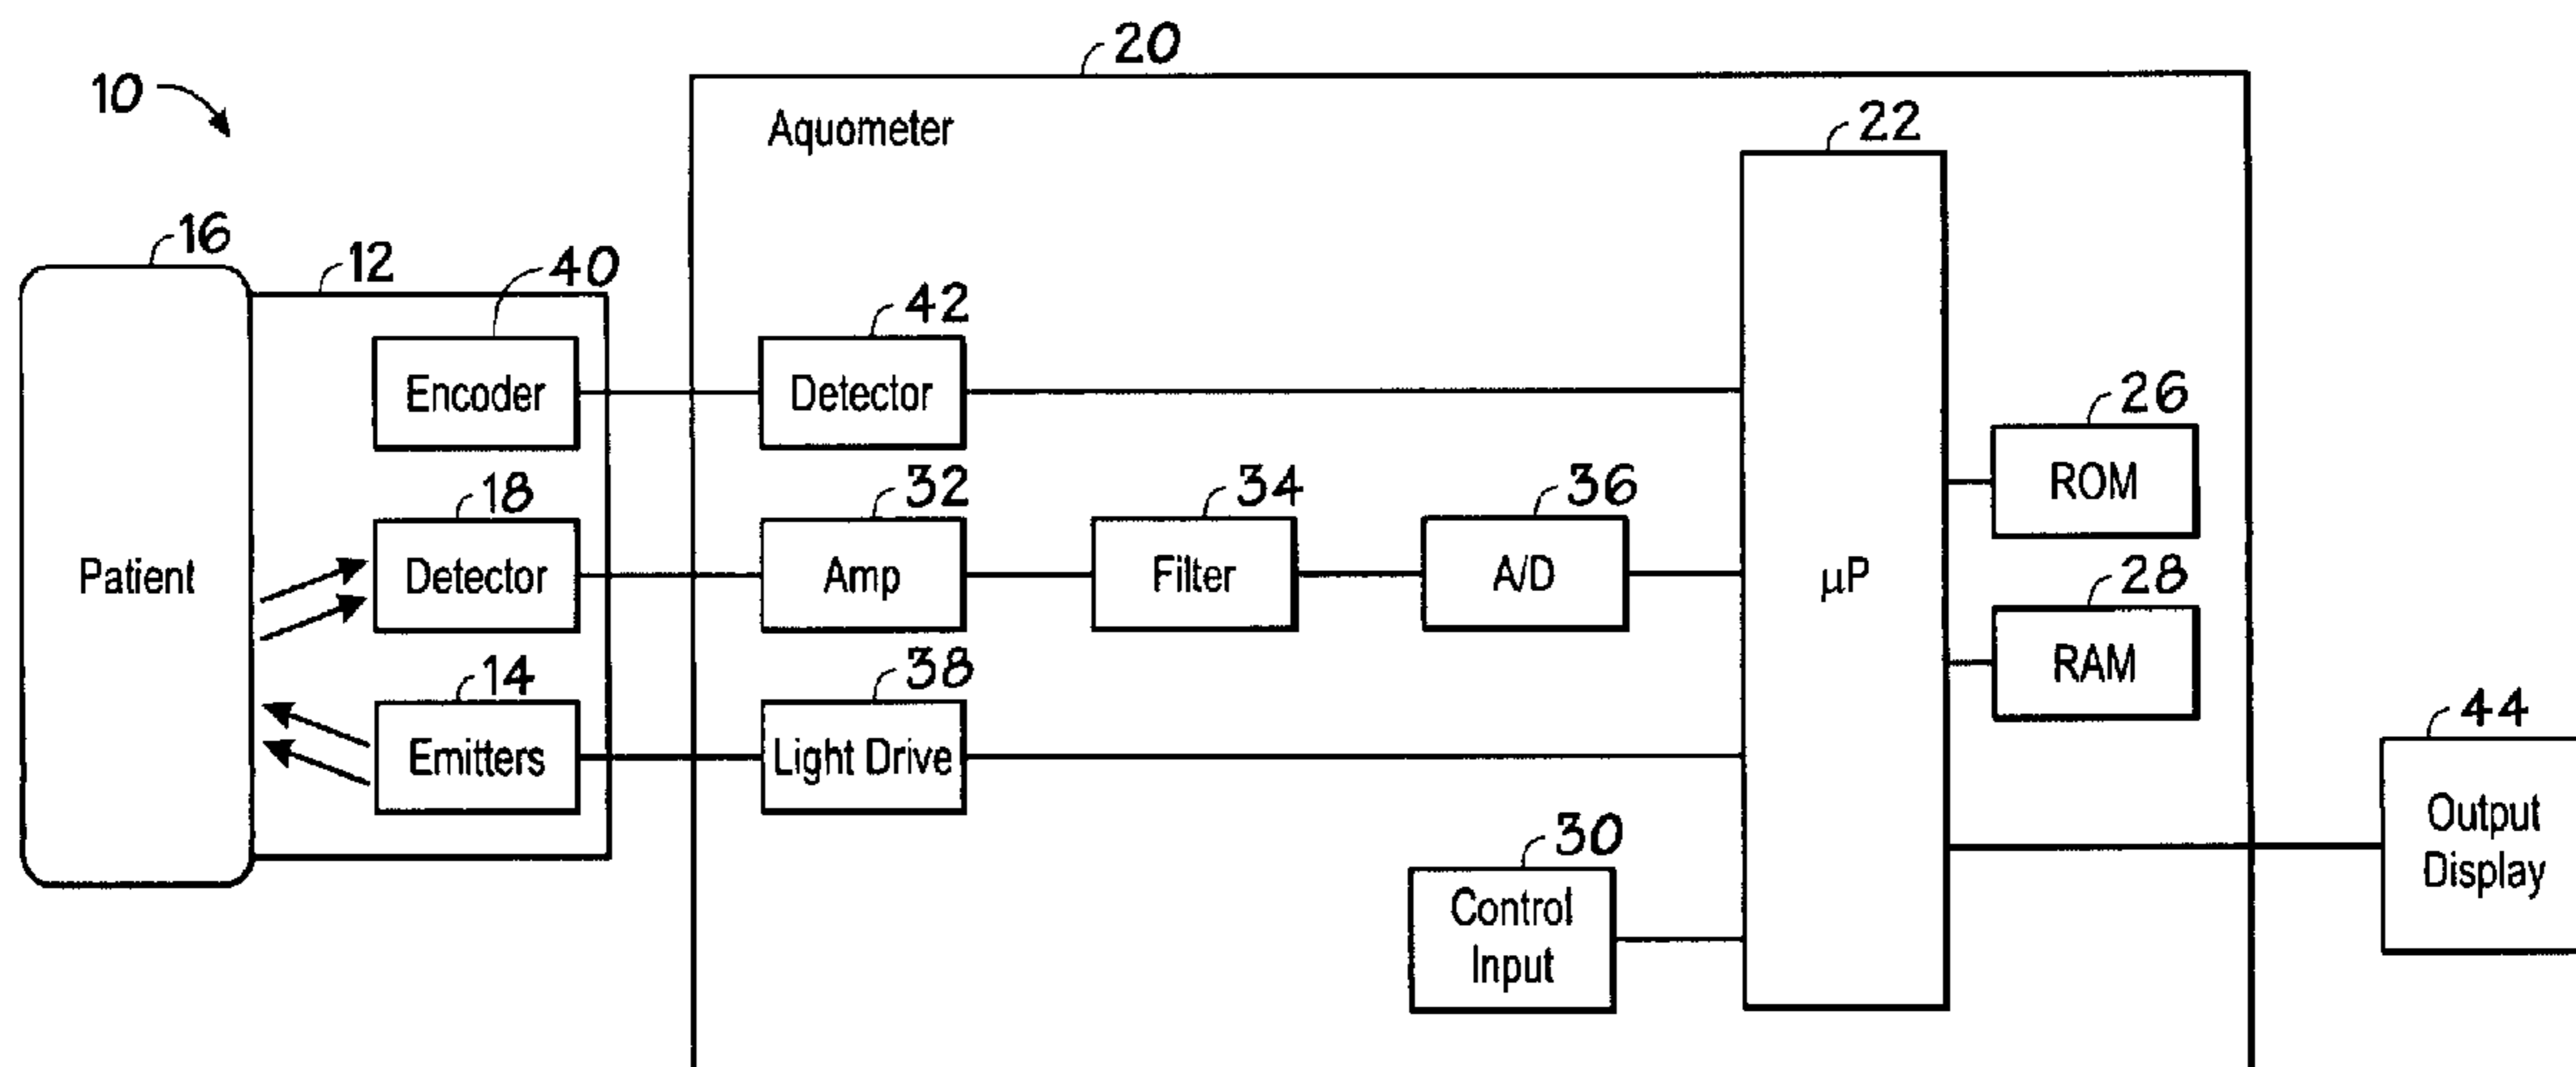 20
10
Aquometer
22
16
12
40
42
Encoder
Detector
26
ROM
18
32
34
36
Patient
Detector
Amp
Filter
A/D
µP
28
RAM
14
38
Emitters
Light Drive
44
Output
Display
30
Control
Input